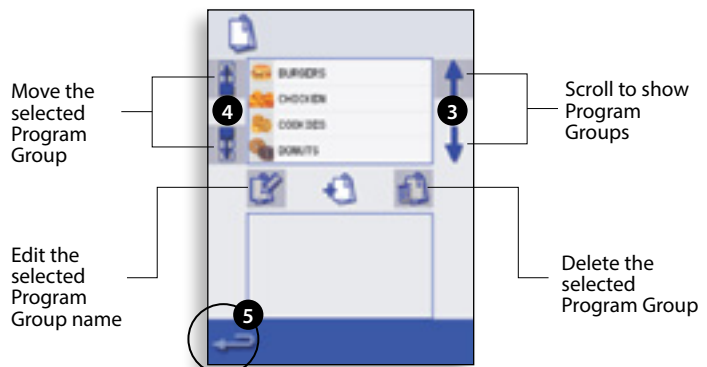 BURGERS
CHICKEN
COOKIES
DONUTS
Move the
selected
Program
Group
4
3
Scroll to show
Program
Groups
Edit the
selected
Program
Group name
Delete the
selected
Program Group
5